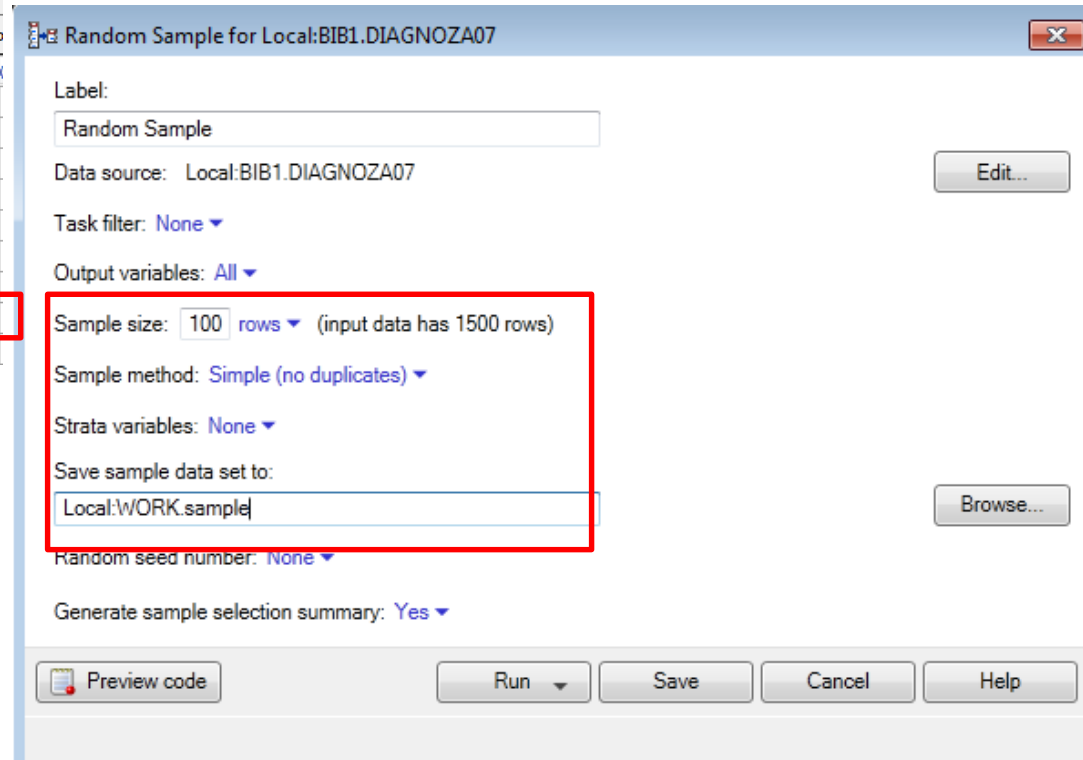 Random Sample for Local:BIB1.DIAGNOZA07
Label:
Random Sample
Data source: Local:BIB1.DIAGNOZA07
Edit...
Task filter: None
Output variables: All
Sample size: 100 rows (input data has 1500 rows)
Sample method: Simple (no duplicates)
Strata variables: None
Save sample data set to:
Local:WORK.sample
Browse...
Random seed number: None
Generate sample selection summary: Yes
Preview code Run Save Cancel Help